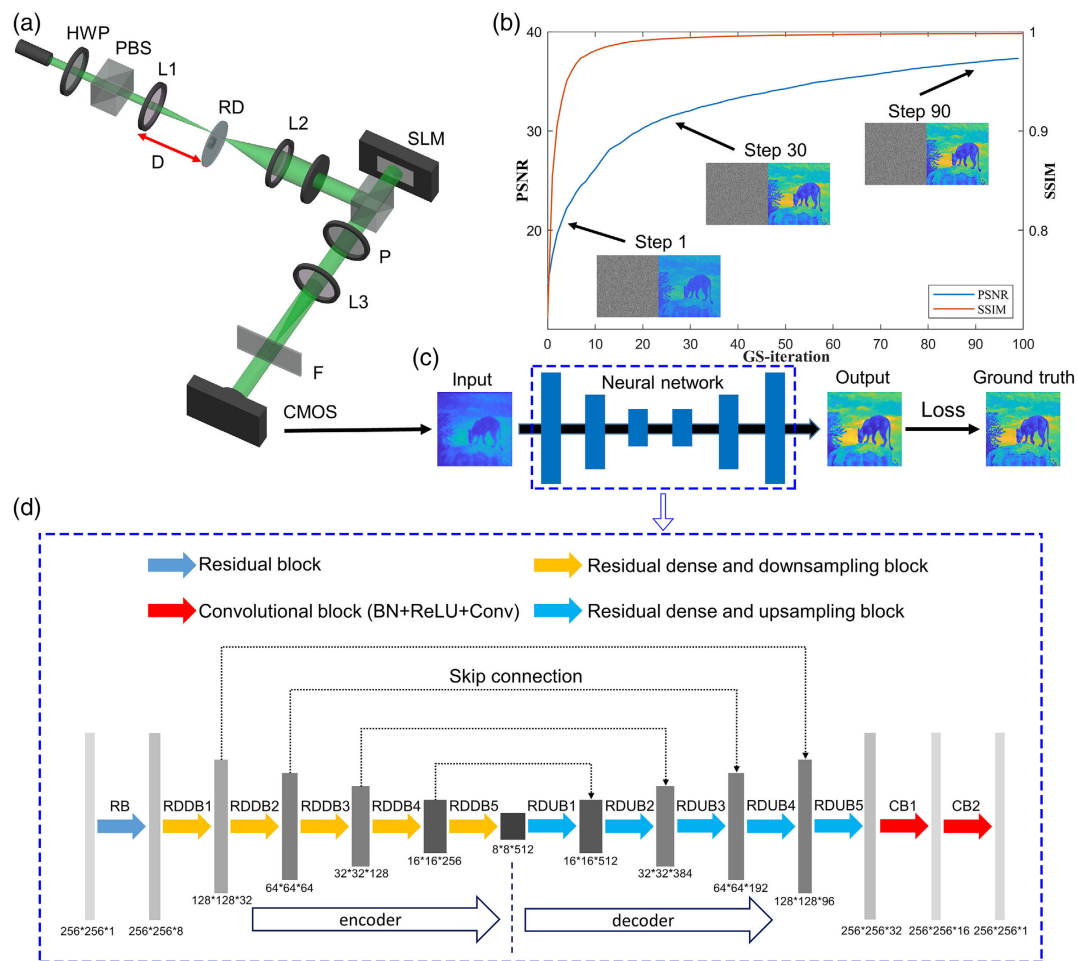 (a)
HWP
PBS
L1
RD
D
L2
SLM
P
L3
F
CMOS
(b)
PSNR
40
30
20
1
0.9
0.8
SSIM
Step 1
Step 30
Step 90
PSNR
SSIM
0 10 20 30 40 50 60 70 80 90 100
GS-iteration
(c)
Input
Neural network
Output
Loss
Ground truth
(d)
Residual block
Residual dense and downsampling block
Convolutional block (BN+ReLU+Conv)
Residual dense and upsampling block
Skip connection
RB RDDB1 RDDB2 RDDB3 RDDB4 RDDB5 RDUB1 RDUB2 RDUB3 RDUB4 RDUB5 CB1 CB2
256*256*1 256*256*8 128*128*32 64*64*64 32*32*128 16*16*256 8*8*512 16*16*512 32*32*384 64*64*192 128*128*96 256*256*32 256*256*16 256*256*1
encoder
decoder